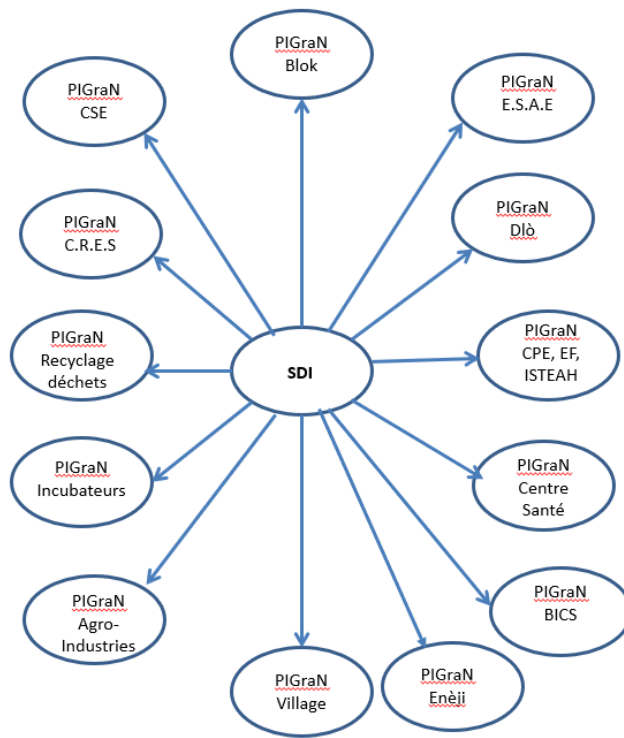 PIGraN
Blok
PIGraN
CSE
PIGraN
E.S.A.E
PIGraN
C.R.E.S
PIGraN
Dlò
PIGraN
Recyclage
déchets
SDI
PIGraN
CPE, EF,
ISTEAH
PIGraN
Incubateurs
PIGraN
Centre
Santé
PIGraN
Agro-
Industries
PIGraN
BICS
PIGraN
Village
PIGraN
Enèji